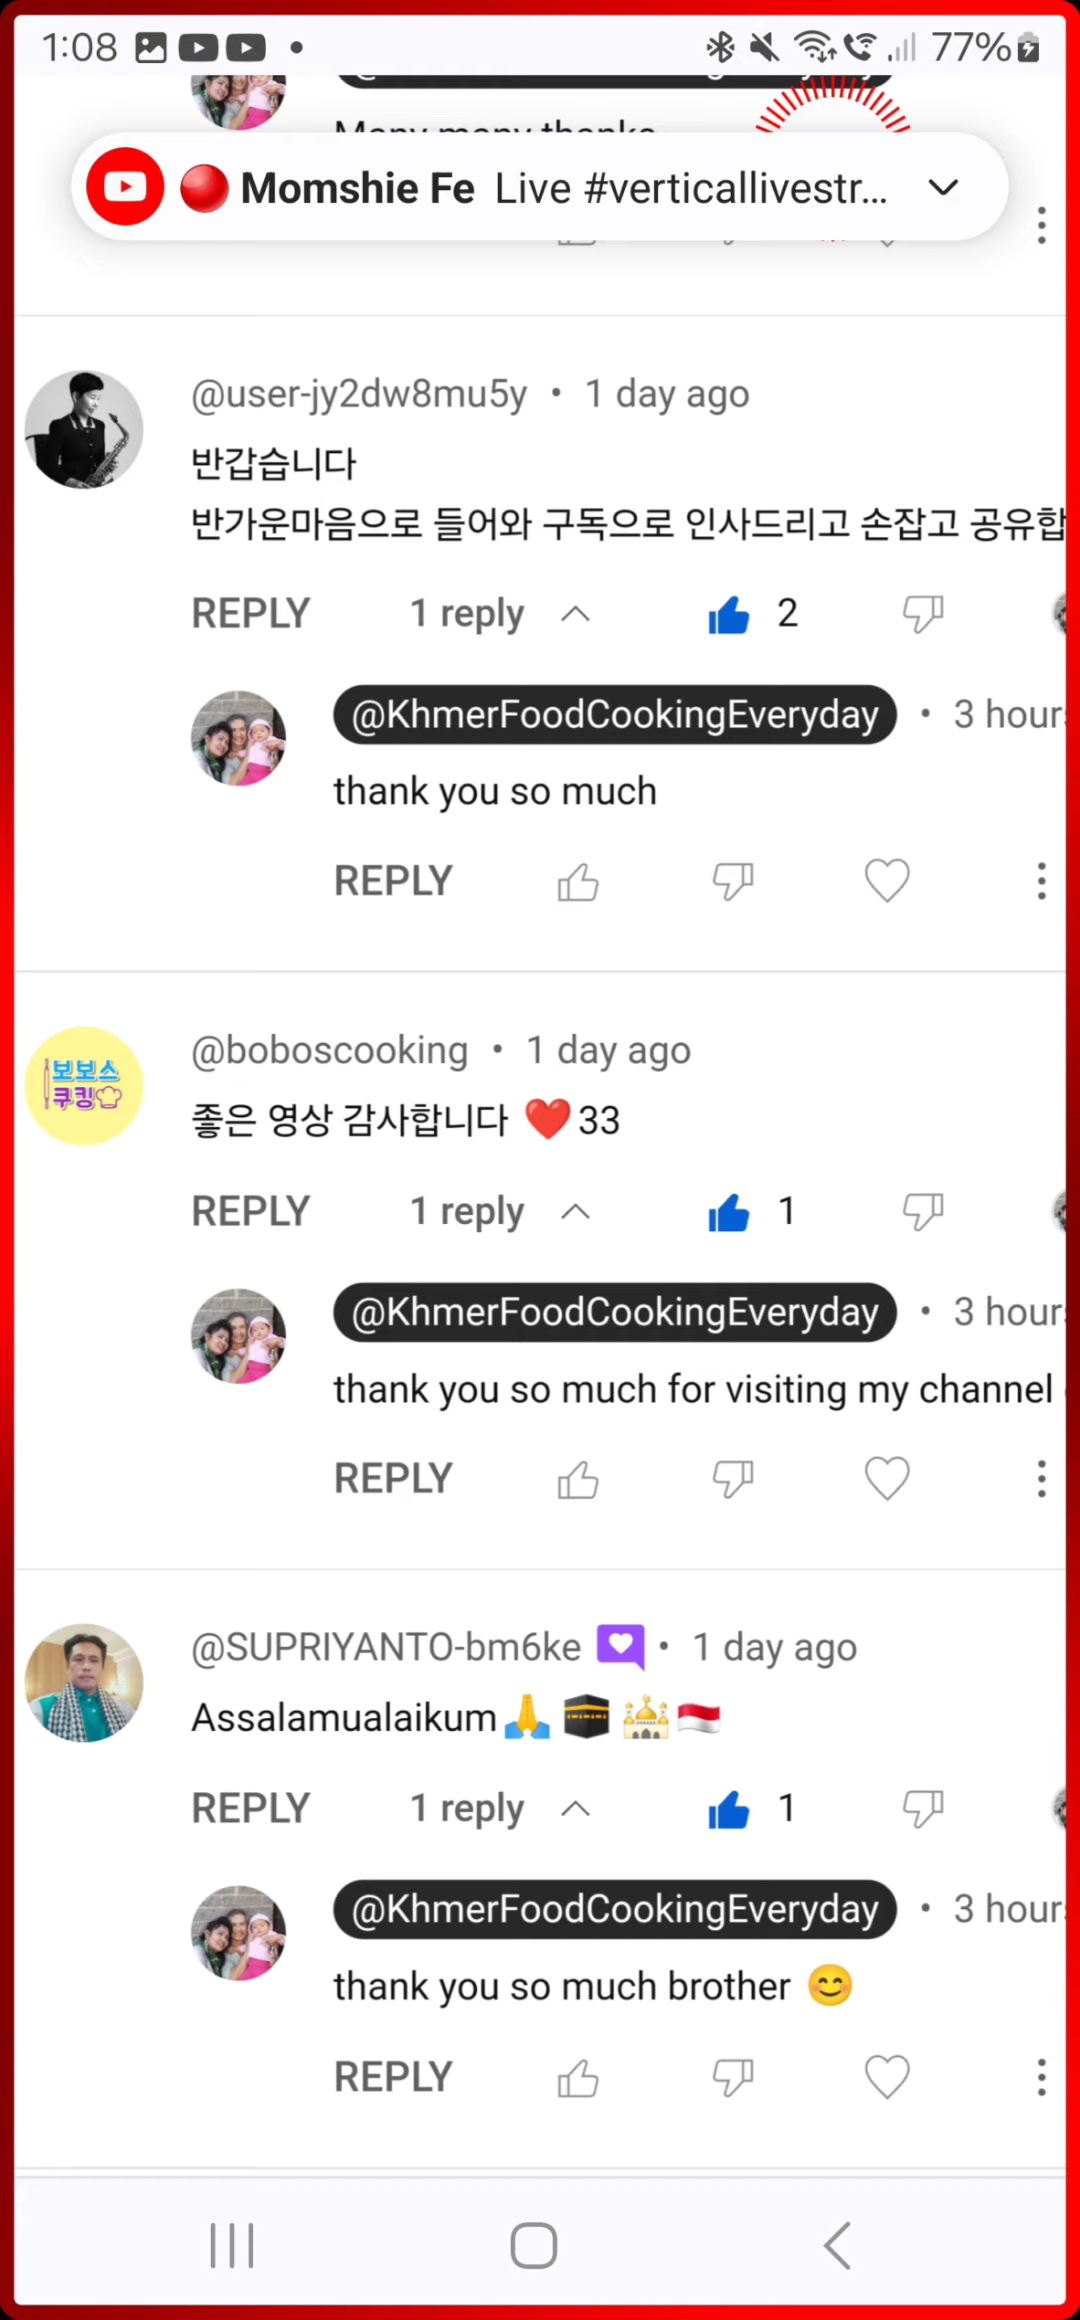 1:08 77%
🔴 Momshie Fe Live #verticallivestr...
@user-jy2dw8mu5y • 1 day ago
반갑습니다
반가운마음으로 들어와 구독으로 인사드리고 손잡고 공유합
REPLY 1 reply 2
@KhmerFoodCookingEveryday • 3 hour
thank you so much
REPLY
보보스
쿠킹
@boboscooking • 1 day ago
좋은 영상 감사합니다 ❤️33
REPLY 1 reply 1
@KhmerFoodCookingEveryday • 3 hour
thank you so much for visiting my channel
REPLY
@SUPRIYANTO-bm6ke • 1 day ago
Assalamualaikum🙏🕋🕌🇮🇩
REPLY 1 reply 1
@KhmerFoodCookingEveryday • 3 hour
thank you so much brother 😊
REPLY